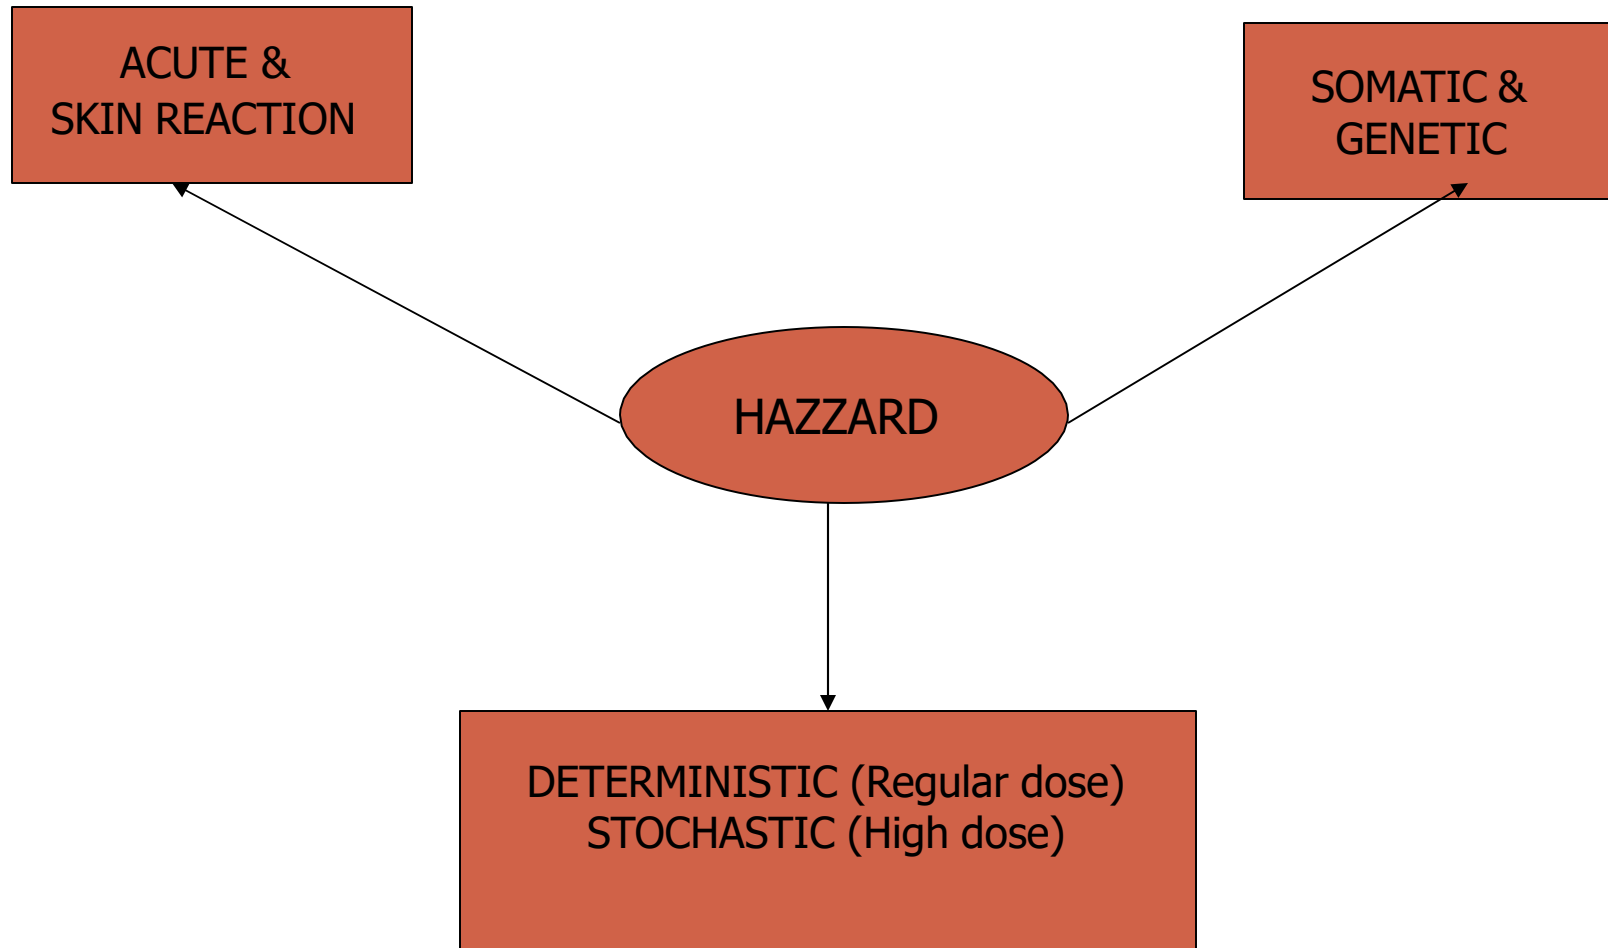 ACUTE &
SKIN REACTION
SOMATIC &
GENETIC
HAZZARD
DETERMINISTIC (Regular dose)
STOCHASTIC (High dose)